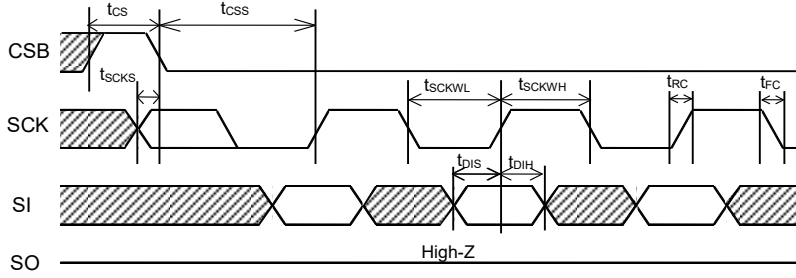 tCS
tCSS
CSB
tSCKS
tSCKWL
tSCKWH
tRC
tFC
SCK
tDIS
tDIH
SI
High-Z
SO